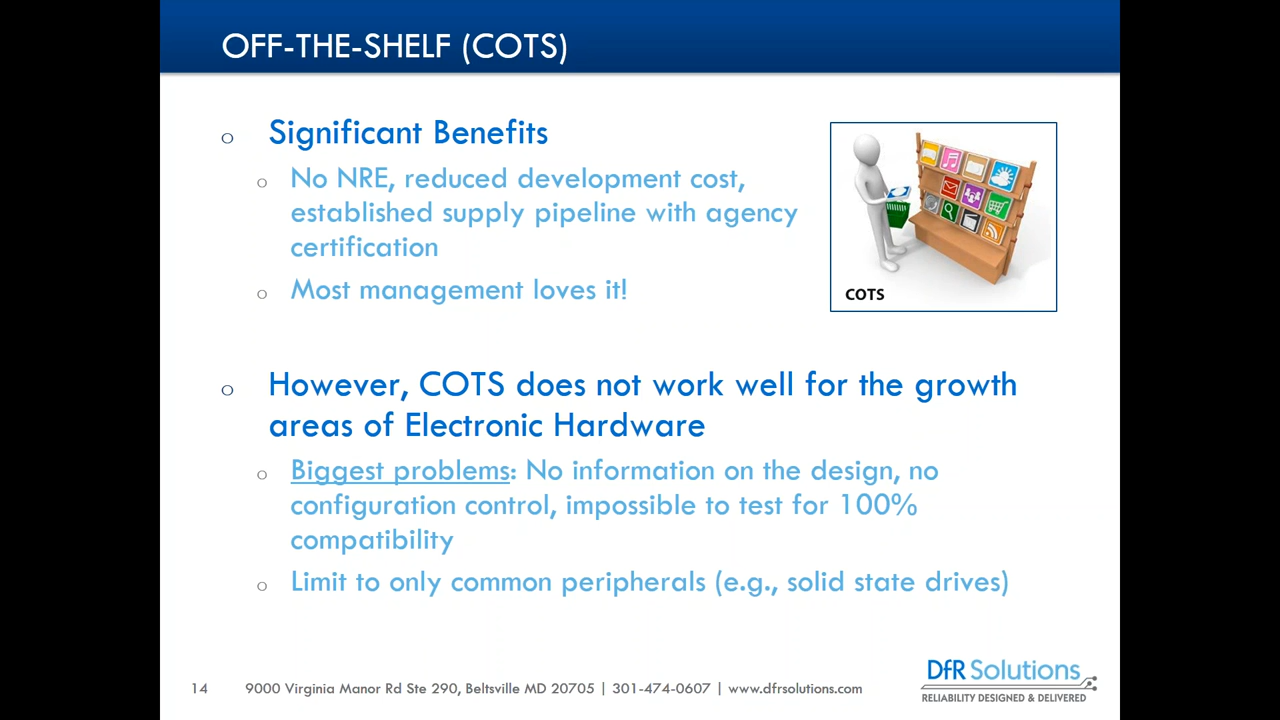 OFF-THE-SHELF (COTS)
o Significant Benefits
o No NRE, reduced development cost,
established supply pipeline with agency
certification
o Most management loves it!
COTS
o However, COTS does not work well for the growth
areas of Electronic Hardware
o Biggest problems: No information on the design, no
configuration control, impossible to test for 100%
compatibility
o Limit to only common peripherals (e.g., solid state drives)
14 9000 Virginia Manor Rd Ste 290, Beltsville MD 20705 | 301-474-0607 | www.dfrsolutions.com
DfR Solutions
RELIABILITY DESIGNED & DELIVERED